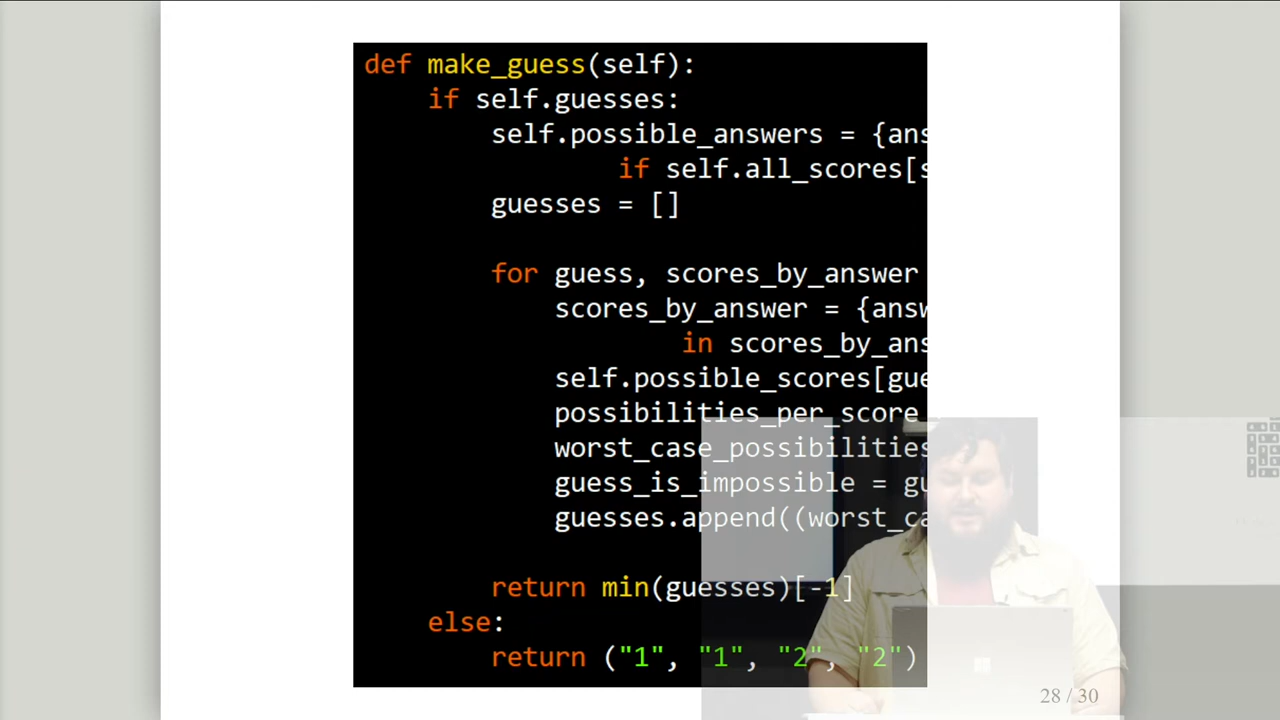 def make_guess(self):
if self.guesses:
self.possible_answers = {ans
if self.all_scores[s
guesses = []
for guess, scores_by_answer
scores_by_answer = {answ
in scores_by_ans
self.possible_scores[gue
possibilities_per_score
worst_case_possibilities
guess_is_impossible = gu
guesses.append((worst_ca
return min(guesses)[-1]
else:
return ("1", "1", "2", "2")
28 / 30